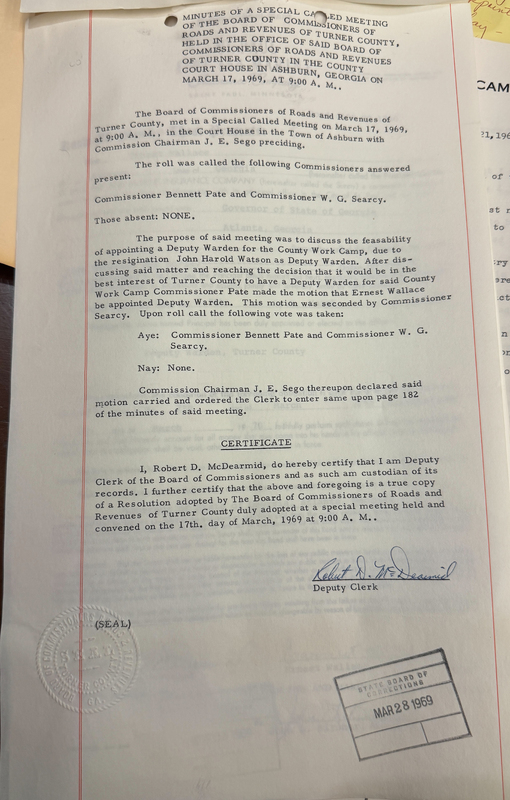 MINUTES OF A SPECIAL CALLED MEETING
OF THE BOARD OF COMMISSIONERS OF
ROADS AND REVENUES OF TURNER COUNTY,
HELD IN THE OFFICE OF SAID BOARD OF
COMMISSIONERS OF ROADS AND REVENUES
OF TURNER COUNTY IN THE COUNTY
COURT HOUSE IN ASHBURN, GEORGIA ON
MARCH 17, 1969, AT 9:00 A. M..
The Board of Commissioners of Roads and Revenues of
Turner County, met in a Special Called Meeting on March 17, 1969,
at 9:00 A. M., in the Court House in the Town of Ashburn with
Commission Chairman J. E. Sego preciding.
The roll was called the following Commissioners answered
present:
Commissioner Bennett Pate and Commissioner W. G. Searcy.
Those absent: NONE.
The purpose of said meeting was to discuss the feasability
of appointing a Deputy Warden for the County Work Camp, due to
the resigination John Harold Watson as Deputy Warden. After dis-
cussing said matter and reaching the decision that it would be in the
best interest of Turner County to have a Deputy Warden for said County
Work Camp Commissioner Pate made the motion that Ernest Wallace
be appointed Deputy Warden. This motion was seconded by Commissioner
Searcy. Upon roll call the following vote was taken:
Aye: Commissioner Bennett Pate and Commissioner W. G.
Searcy.
Nay: None.
Commission Chairman J. E. Sego thereupon declared said
motion carried and ordered the Clerk to enter same upon page 182
of the minutes of said meeting.
CERTIFICATE
I, Robert D. McDearmid, do hereby certify that I am Deputy
Clerk of the Board of Commissioners and as such am custodian of its
records. I further certify that the above and foregoing is a true copy
of a Resolution adopted by The Board of Commissioners of Roads and
Revenues of Turner County duly adopted at a special meeting held and
convened on the 17th. day of March, 1969 at 9:00 A. M..
Robert D. McDearmid
Deputy Clerk
(SEAL)
STATE BOARD OF
CORRECTIONS
MAR 28 1969
CAM
21, 196
of
to